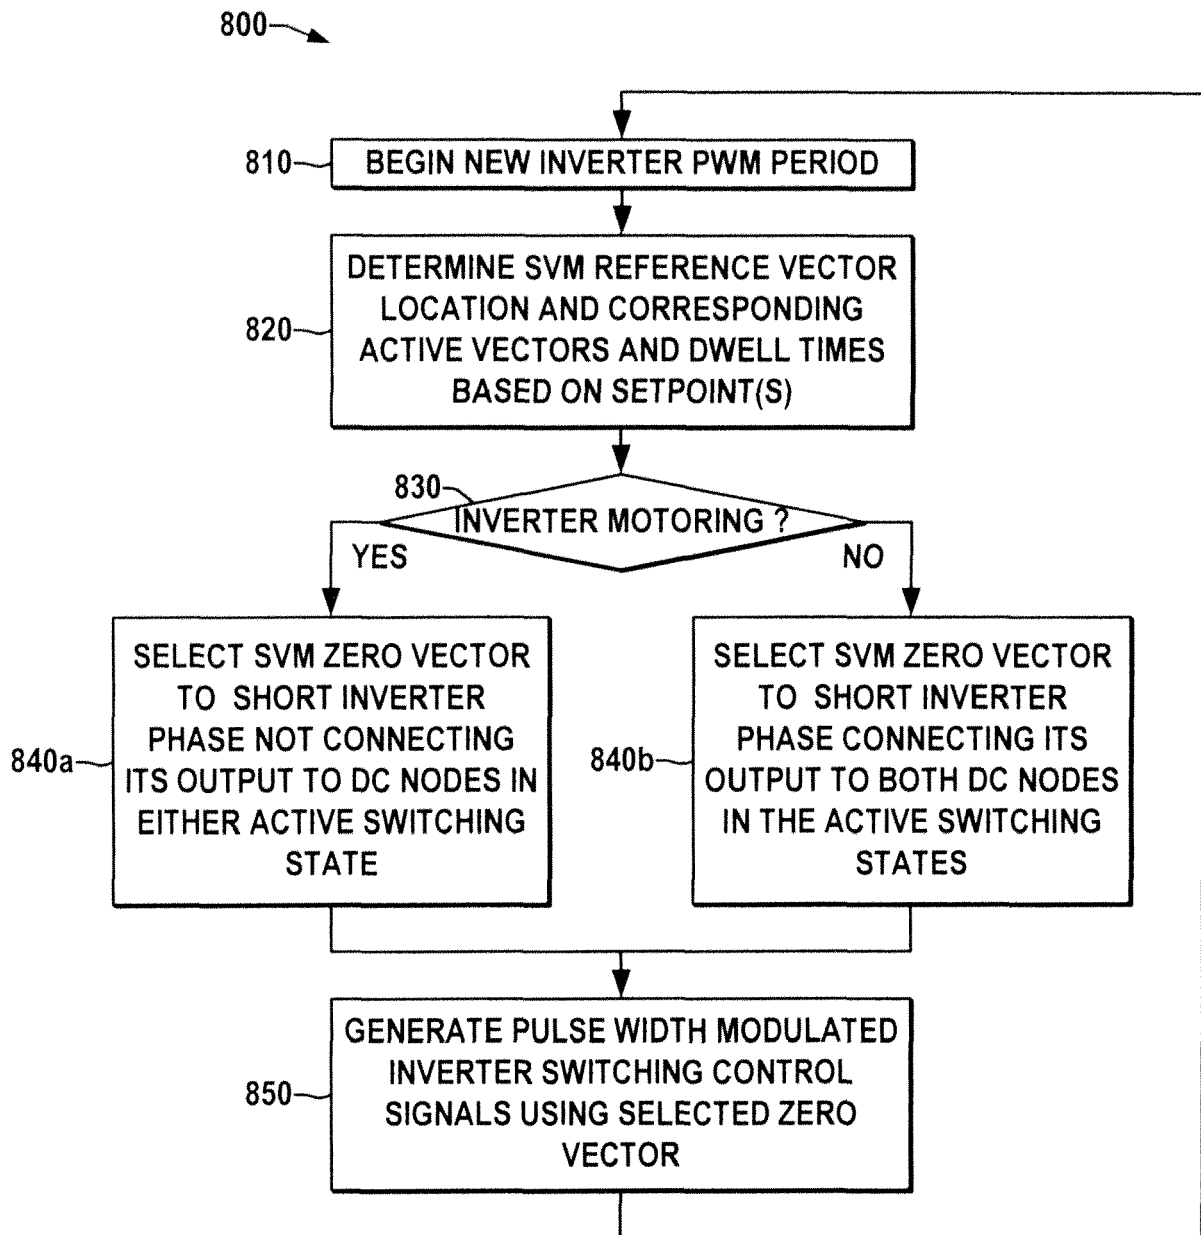 800
810
BEGIN NEW INVERTER PWM PERIOD
820
DETERMINE SVM REFERENCE VECTOR
LOCATION AND CORRESPONDING
ACTIVE VECTORS AND DWELL TIMES
BASED ON SETPOINT(S)
830
INVERTER MOTORING ?
YES
NO
840a
SELECT SVM ZERO VECTOR
TO SHORT INVERTER
PHASE NOT CONNECTING
ITS OUTPUT TO DC NODES IN
EITHER ACTIVE SWITCHING
STATE
840b
SELECT SVM ZERO VECTOR
TO SHORT INVERTER
PHASE CONNECTING ITS
OUTPUT TO BOTH DC NODES
IN THE ACTIVE SWITCHING
STATES
850
GENERATE PULSE WIDTH MODULATED
INVERTER SWITCHING CONTROL
SIGNALS USING SELECTED ZERO
VECTOR